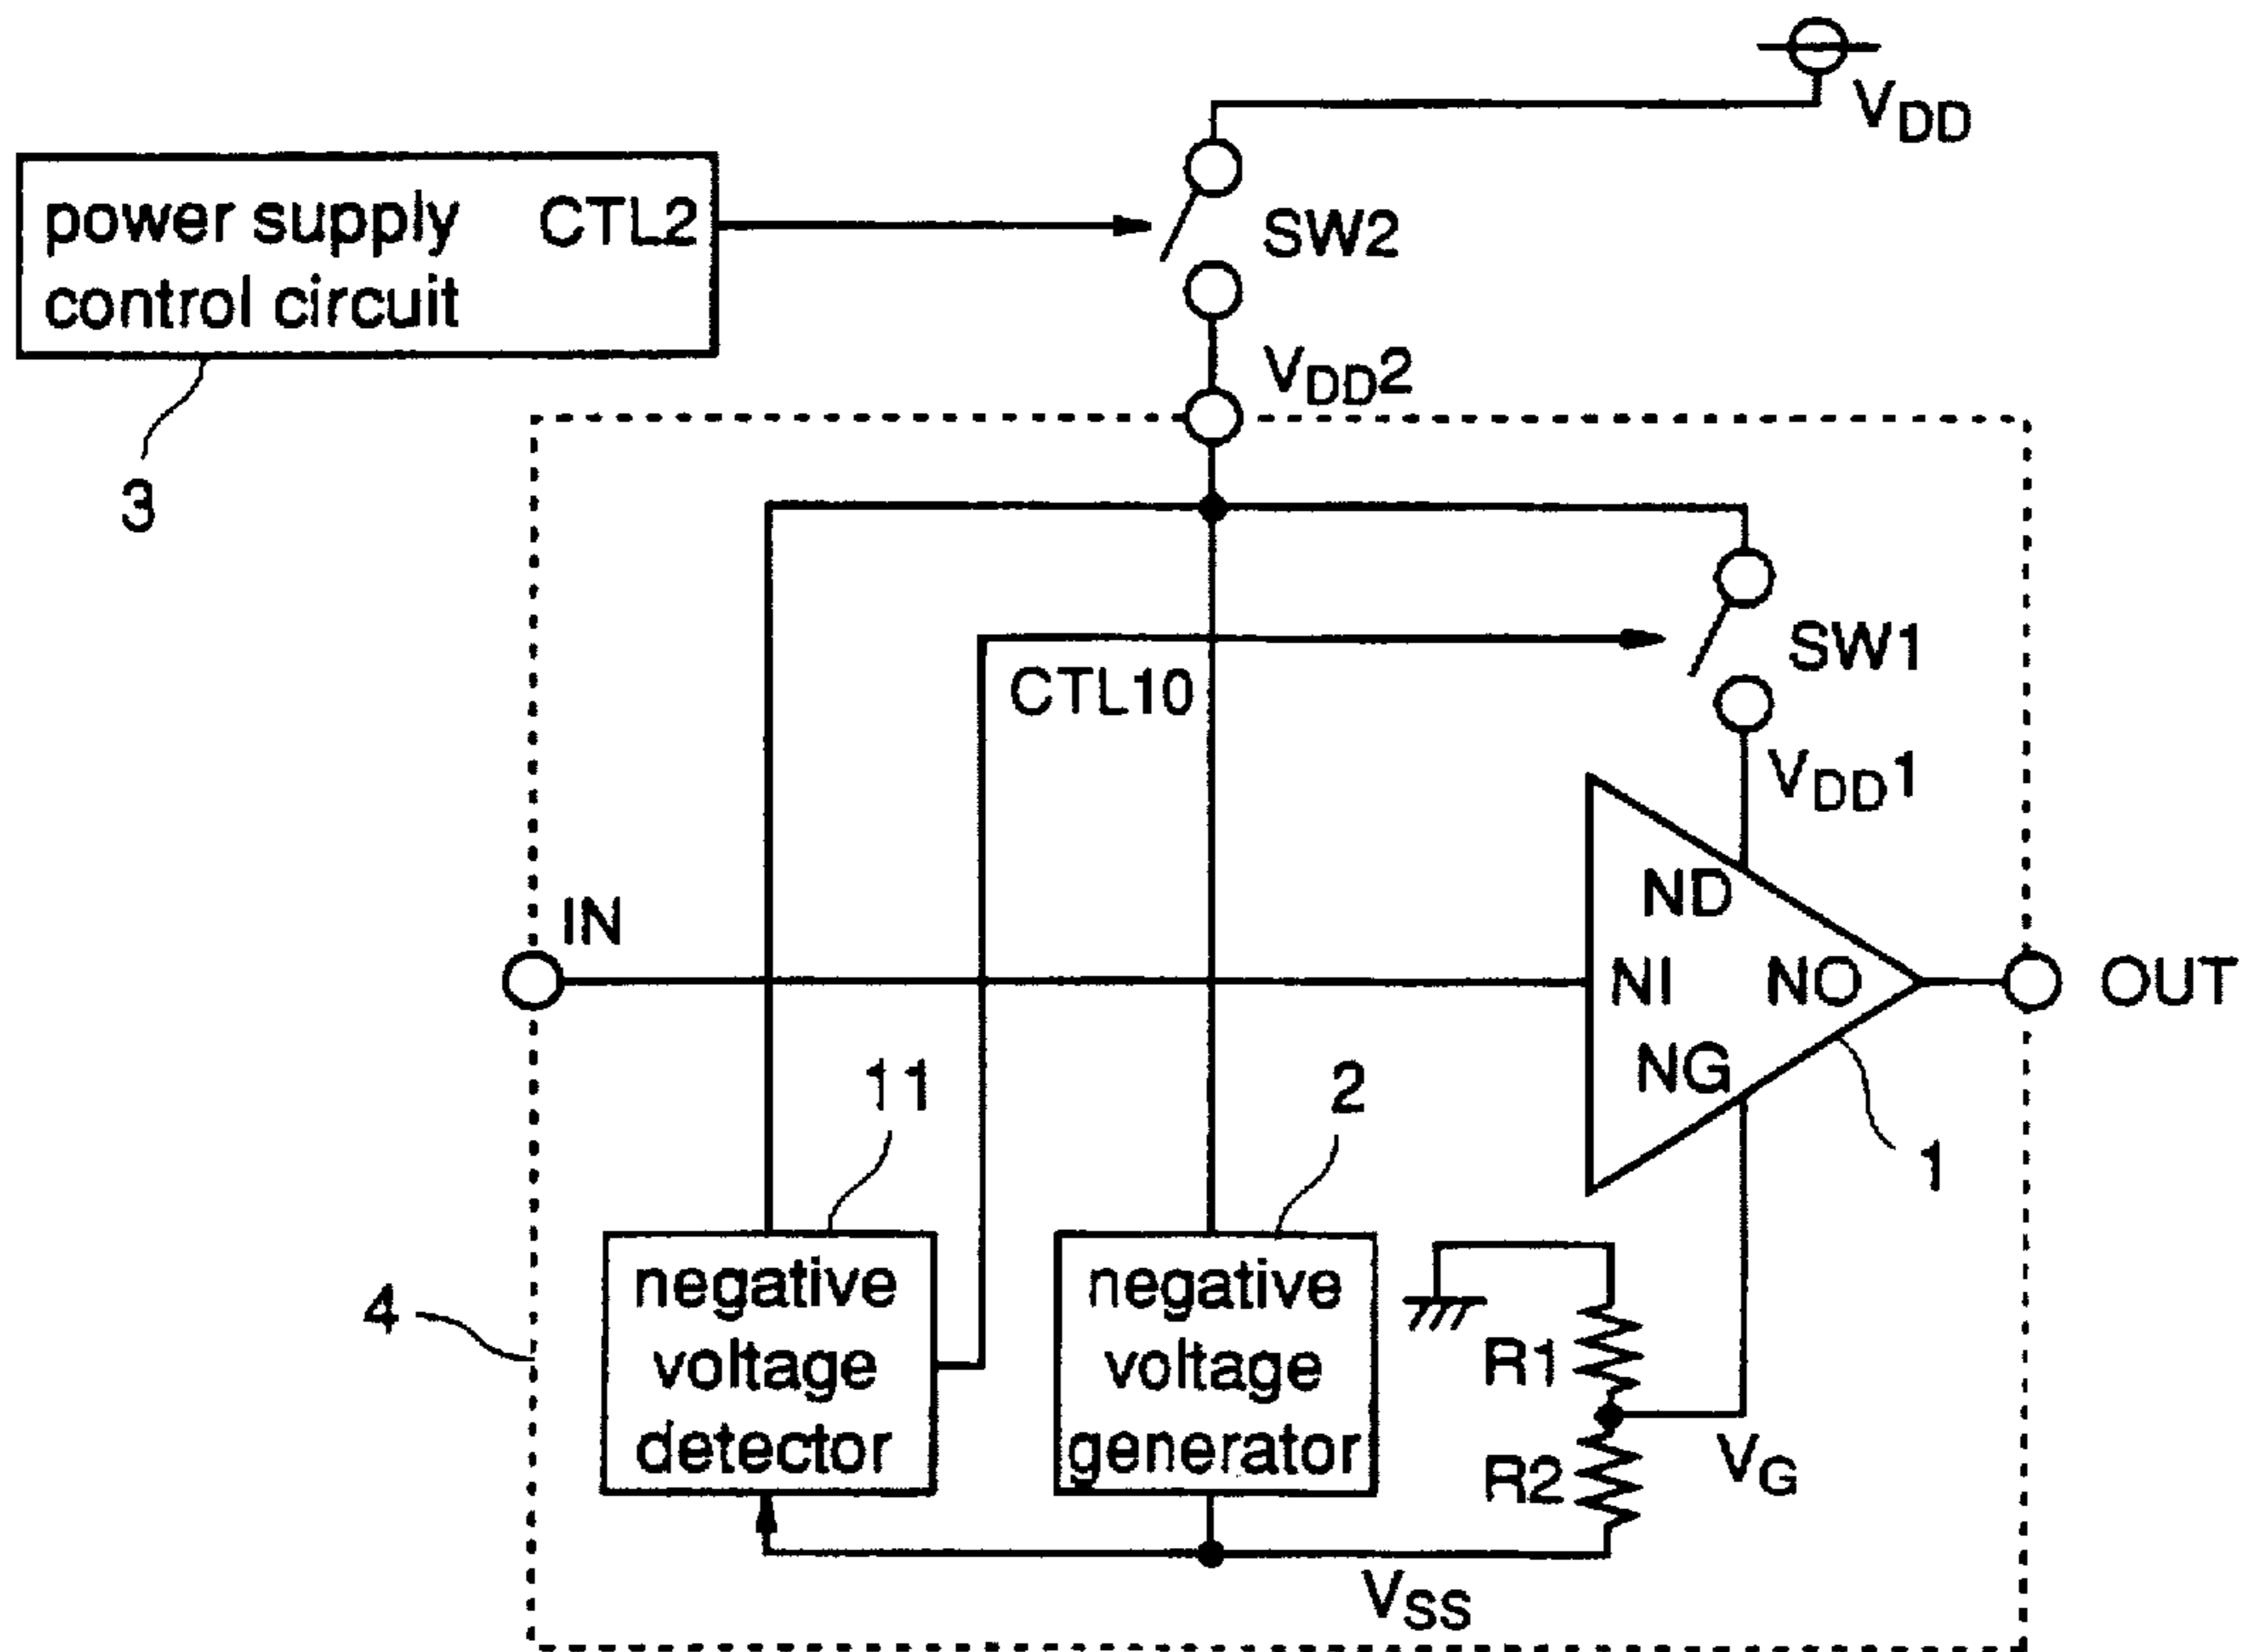 VDD
power supply CTL2
control circuit
SW2
VDD2
3
SW1
CTL10
VDD1
ND
IN
NI NO
OUT
NG
11
2
1
negative
voltage
detector
negative
voltage
generator
4
R1
R2
VG
VSS